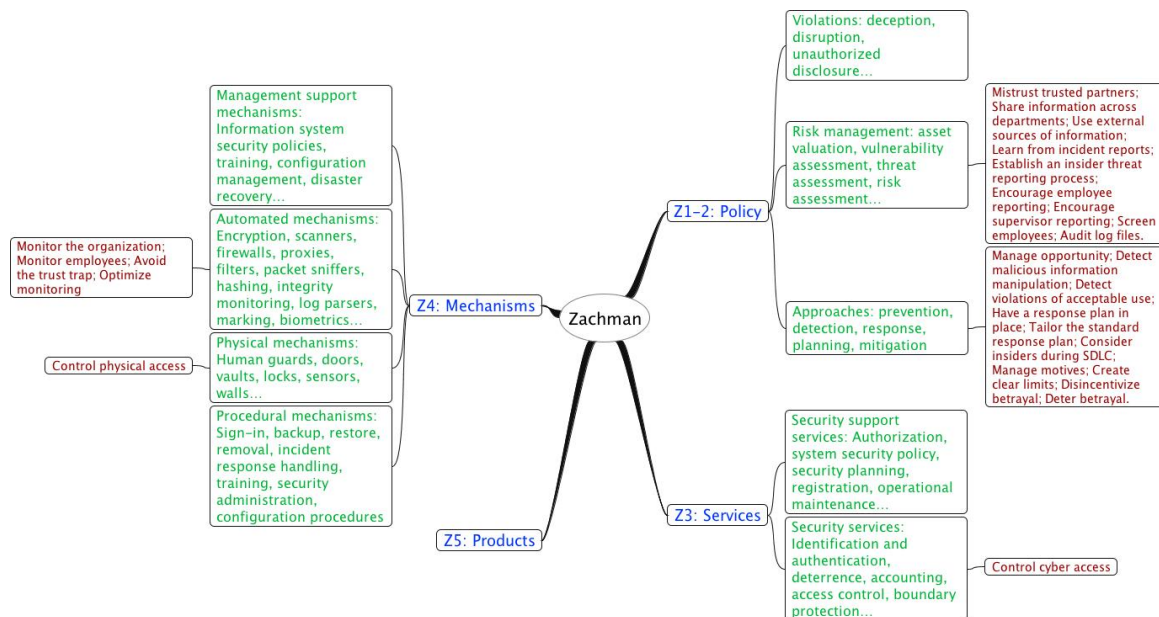 Zachman
Z1-2: Policy
Violations: deception,
disruption,
unauthorized
disclosure...
Risk management: asset
valuation, vulnerability
assessment, threat
assessment, risk
assessment...
Mistrust trusted partners;
Share information across
departments; Use external
sources of information;
Learn from incident reports;
Establish an insider threat
reporting process;
Encourage employee
reporting; Encourage
supervisor reporting; Screen
employees; Audit log files.
Approaches: prevention,
detection, response,
planning, mitigation
Manage opportunity; Detect
malicious information
manipulation; Detect
violations of acceptable use;
Have a response plan in
place; Tailor the standard
response plan; Consider
insiders during SDLC;
Manage motives; Create
clear limits; Disincentivize
betrayal; Deter betrayal.
Z3: Services
Security support
services: Authorization,
system security policy,
security planning,
registration, operational
maintenance...
Security services:
Identification and
authentication,
deterrence, accounting,
access control, boundary
protection...
Control cyber access
Z4: Mechanisms
Management support
mechanisms:
Information system
security policies,
training, configuration
management, disaster
recovery...
Automated mechanisms:
Encryption, scanners,
firewalls, proxies,
filters, packet sniffers,
hashing, integrity
monitoring, log parsers,
marking, biometrics...
Monitor the organization;
Monitor employees; Avoid
the trust trap; Optimize
monitoring
Physical mechanisms:
Human guards, doors,
vaults, locks, sensors,
walls...
Control physical access
Procedural mechanisms:
Sign-in, backup, restore,
removal, incident
response handling,
training, security
administration,
configuration procedures
Z5: Products